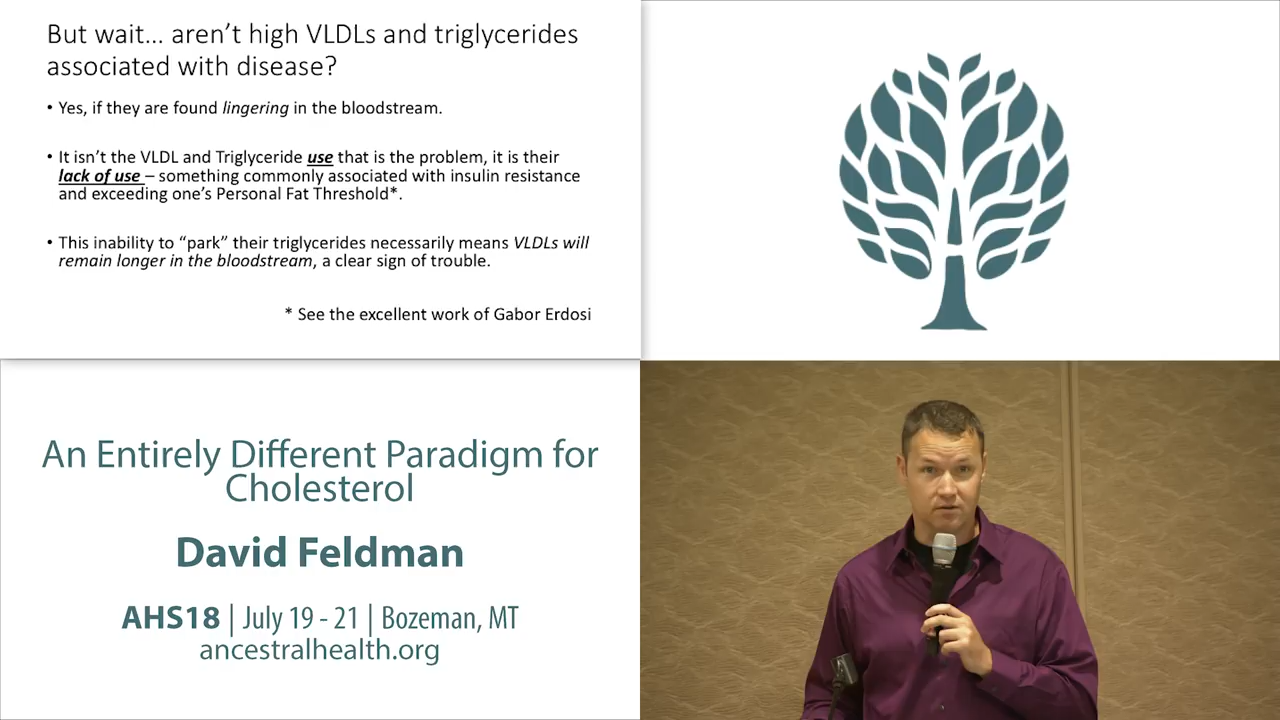 But wait... aren't high VLDLs and triglycerides
associated with disease?
• Yes, if they are found lingering in the bloodstream.
• It isn't the VLDL and Triglyceride use that is the problem, it is their
lack of use – something commonly associated with insulin resistance
and exceeding one's Personal Fat Threshold*.
• This inability to “park” their triglycerides necessarily means VLDLs will
remain longer in the bloodstream, a clear sign of trouble.
* See the excellent work of Gabor Erdosi
An Entirely Different Paradigm for
Cholesterol
David Feldman
AHS18 | July 19 - 21 | Bozeman, MT
ancestralhealth.org